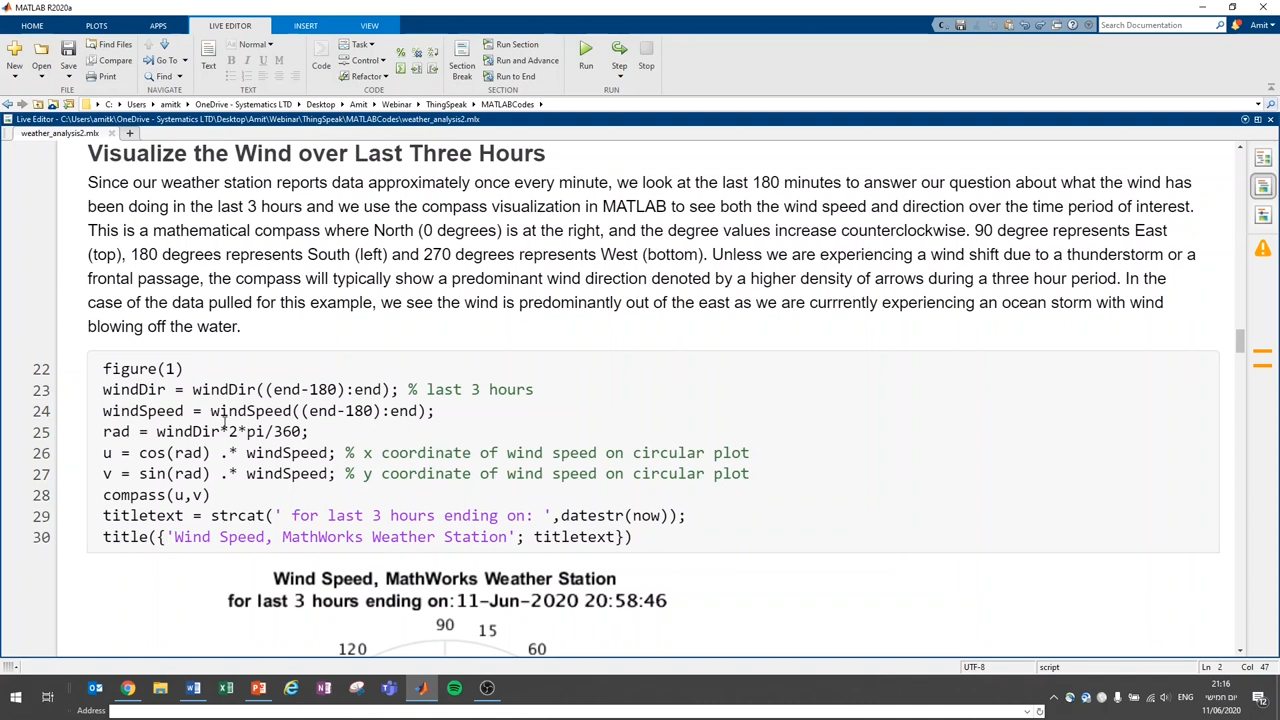 MATLAB R2020a
HOME PLOTS APPS LIVE EDITOR INSERT VIEW
Search Documentation
Amit
New Open Save
Find Files
Compare
Print
FILE
Go To
Find
NAVIGATE
Text
Normal
B I U M
TEXT
Code
Task
Control
Refactor
CODE
Section Break
Run Section
Run and Advance
Run to End
SECTION
Run Step Stop
RUN
C: Users amitk OneDrive - Systematics LTD Desktop Amit Webinar ThingSpeak MATLABCodes
Live Editor - C:\Users\amitk\OneDrive - Systematics LTD\Desktop\Amit\Webinar\ThingSpeak\MATLABCodes\weather_analysis2.mlx
weather_analysis2.mlx
Visualize the Wind over Last Three Hours
Since our weather station reports data approximately once every minute, we look at the last 180 minutes to answer our question about what the wind has
been doing in the last 3 hours and we use the compass visualization in MATLAB to see both the wind speed and direction over the time period of interest.
This is a mathematical compass where North (0 degrees) is at the right, and the degree values increase counterclockwise. 90 degree represents East
(top), 180 degrees represents South (left) and 270 degrees represents West (bottom). Unless we are experiencing a wind shift due to a thunderstorm or a
frontal passage, the compass will typically show a predominant wind direction denoted by a higher density of arrows during a three hour period. In the
case of the data pulled for this example, we see the wind is predominantly out of the east as we are currrently experiencing an ocean storm with wind
blowing off the water.
22 figure(1)
23 windDir = windDir((end-180):end); % last 3 hours
24 windSpeed = windSpeed((end-180):end);
25 rad = windDir*2*pi/360;
26 u = cos(rad) .* windSpeed; % x coordinate of wind speed on circular plot
27 v = sin(rad) .* windSpeed; % y coordinate of wind speed on circular plot
28 compass(u,v)
29 titletext = strcat(' for last 3 hours ending on: ',datestr(now));
30 title({'Wind Speed, MathWorks Weather Station'; titletext})
Wind Speed, MathWorks Weather Station
for last 3 hours ending on:11-Jun-2020 20:58:46
90 15
120 60
UTF-8 script Ln 2 Col 47
ENG
21:16
יום חמישי
11/06/2020
12
Address